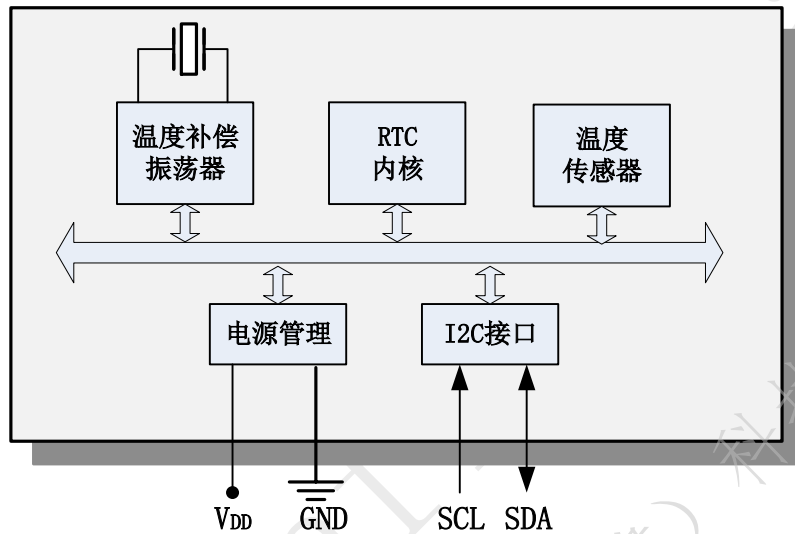 温度补偿
振荡器
RTC
内核
温度
传感器
电源管理
I2C接口
VDD
GND
SCL
SDA